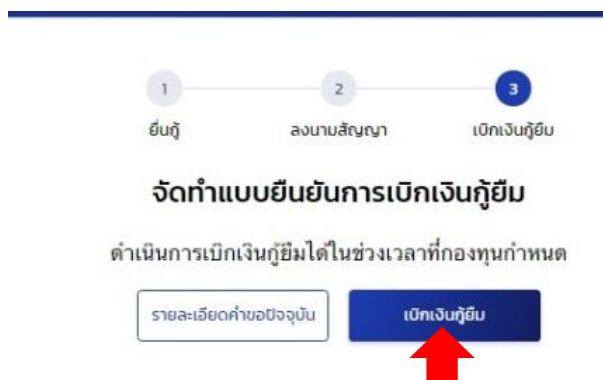 1 2 3
ยื่นกู้ ลงนามสัญญา เบิกเงินกู้ยืม
จัดทำแบบยืนยันการเบิกเงินกู้ยืม
ดำเนินการเบิกเงินกู้ยืมได้ในช่วงเวลาที่กองทุนกำหนด
รายละเอียดคำขอปัจจุบัน เบิกเงินกู้ยืม